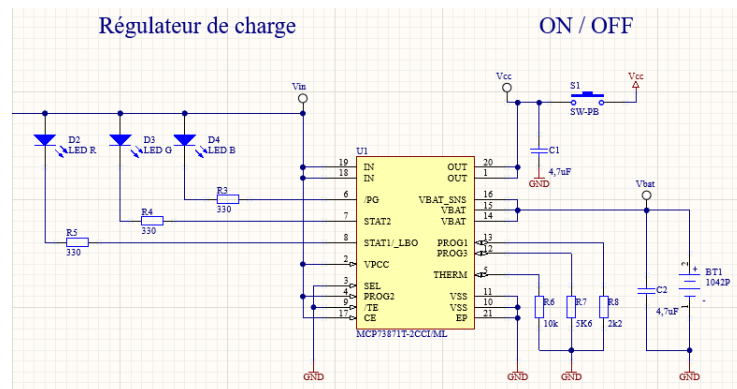 Régulateur de charge
ON / OFF
Vin
Vcc
S1
Vcc
SW-PB
D2
LED R
D3
LED G
D4
LED B
C1
4,7uF
GND
U1
19 IN
18 IN
6 /PG
7 STAT2
8 STAT1/_LBO
2 VPCC
3 SEL
4 PROG2
9 /TE
17 CE
OUT 20
OUT 1
VBAT_SNS 16
VBAT 15
VBAT 14
PROG1 13
PROG3 12
THERM 5
VSS 11
VSS 10
EP 21
MCP73871T-2CCI/ML
R3
330
R4
330
R5
330
Vbat
R6
10k
R7
5K6
R8
2k2
C2
4,7uF
2
+
BT1
1042P
1
-
GND
GND
GND
GND